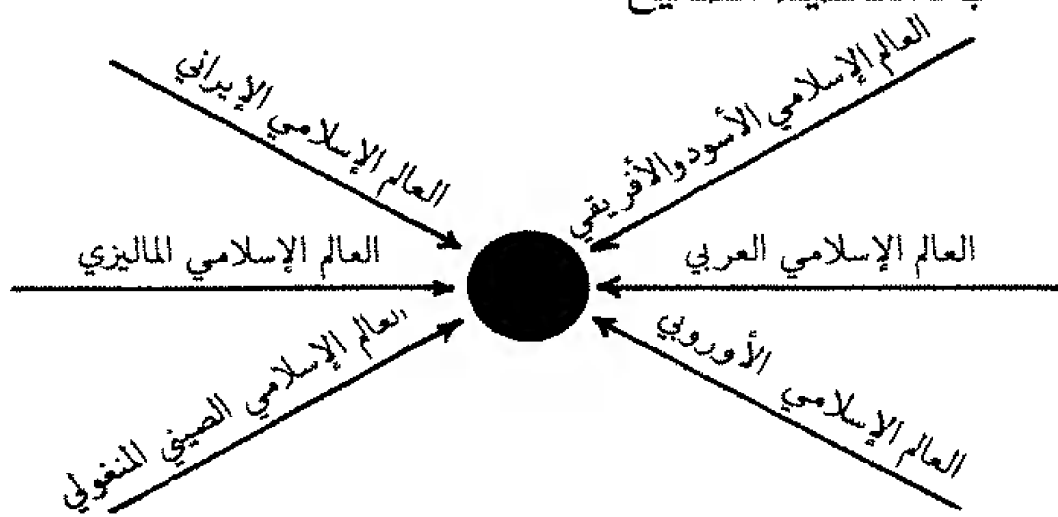 العالم الإسلامي الأسود والأفريقي
العالم الإسلامي الإيراني
العالم الإسلامي العربي
العالم الإسلامي الماليزي
العالم الإسلامي الأوروبي
العالم الإسلامي الصيني المنغولي